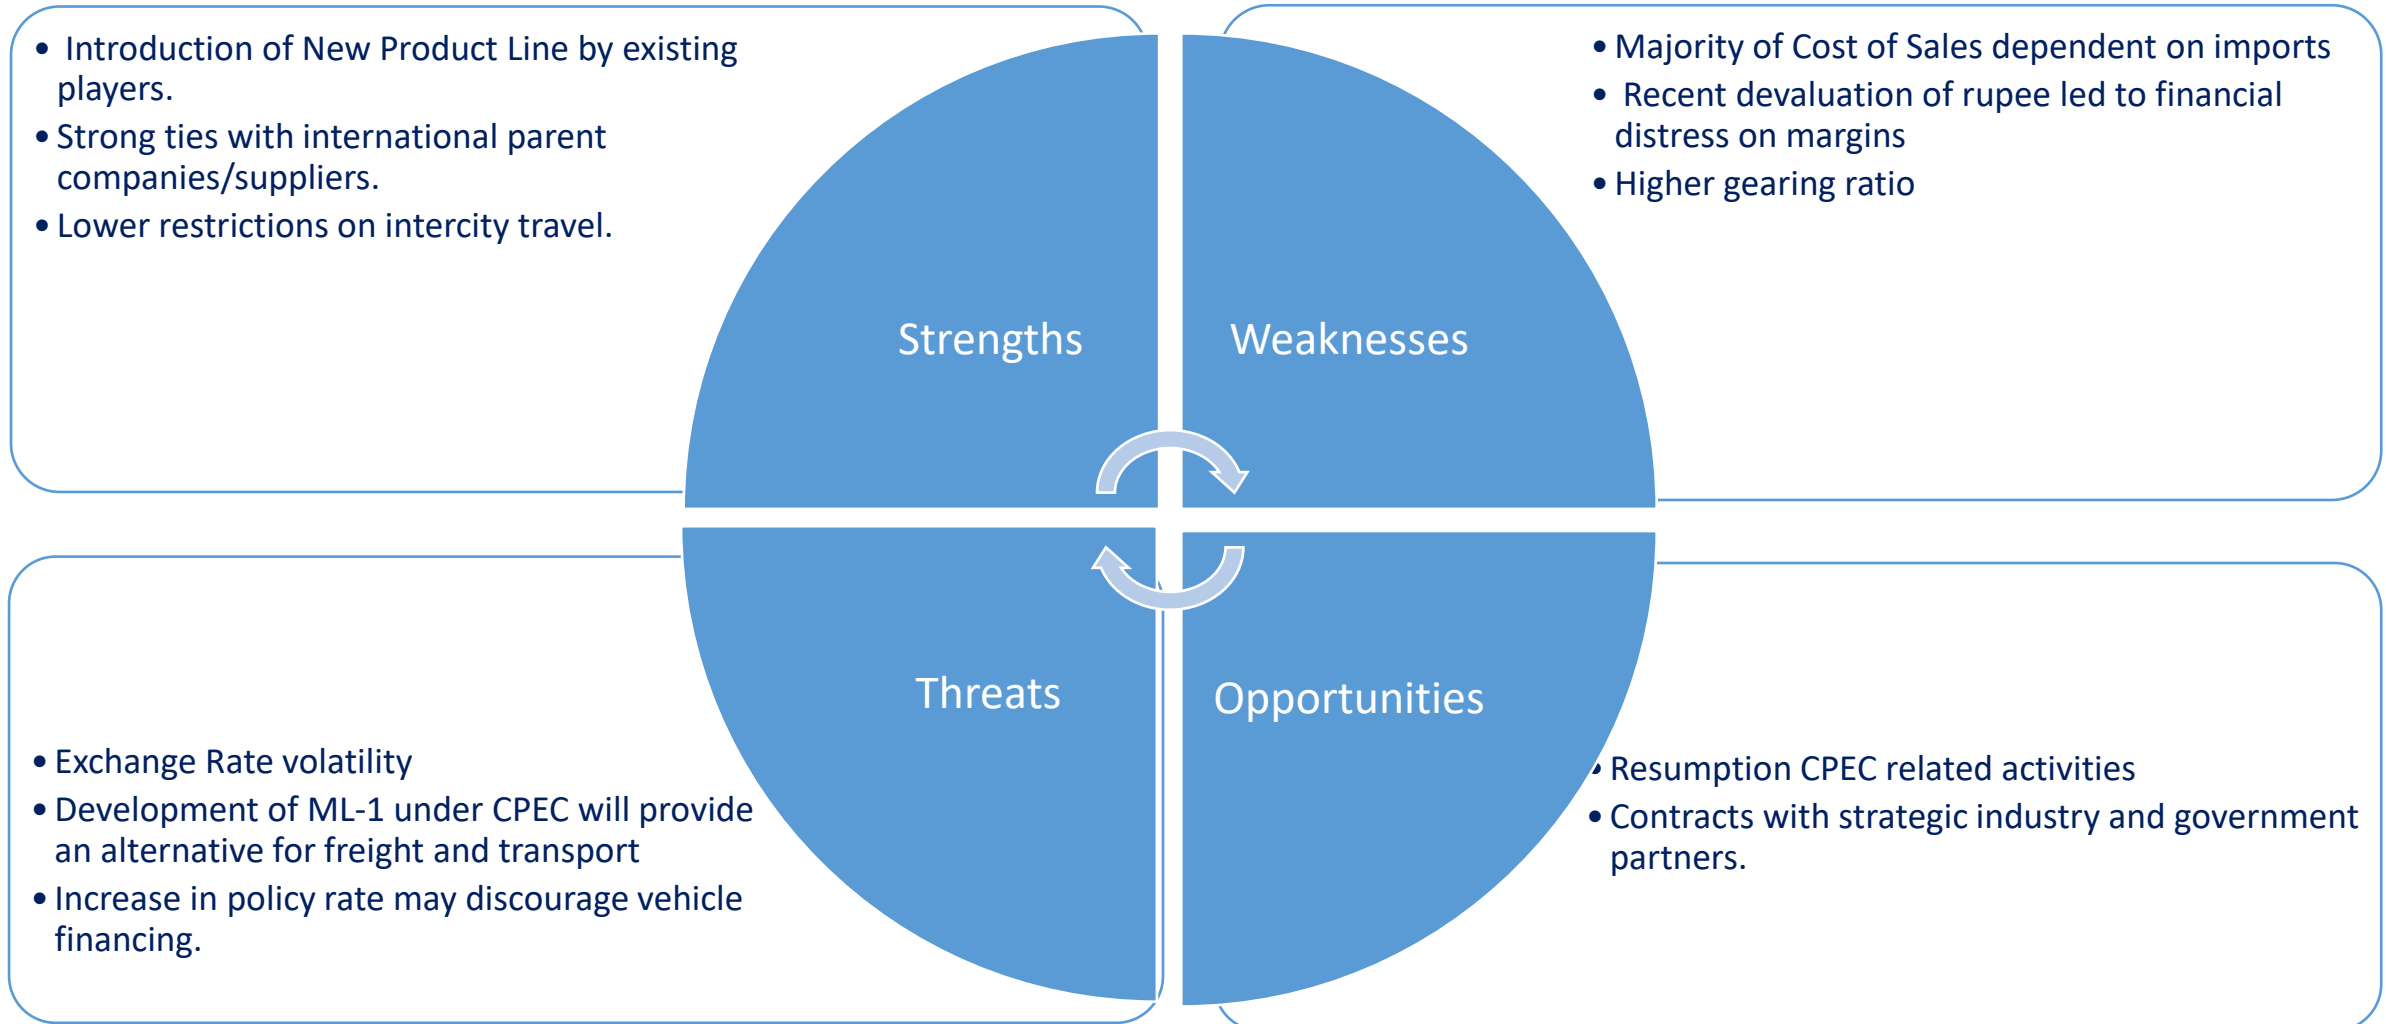 • Introduction of New Product Line by existing
players.
• Strong ties with international parent
companies/suppliers.
• Lower restrictions on intercity travel.
• Majority of Cost of Sales dependent on imports
• Recent devaluation of rupee led to financial
distress on margins
• Higher gearing ratio
Strengths
Weaknesses
Threats
Opportunities
• Exchange Rate volatility
• Development of ML-1 under CPEC will provide
an alternative for freight and transport
• Increase in policy rate may discourage vehicle
financing.
• Resumption CPEC related activities
• Contracts with strategic industry and government
partners.